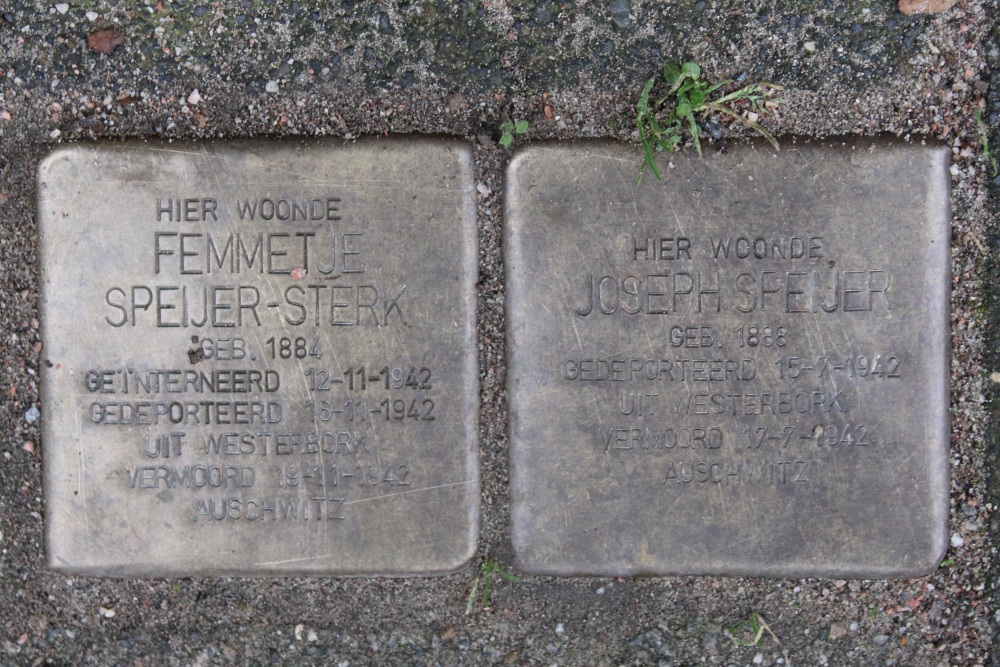 HIER WOONDE
FEMMETJE
SPEIJER-STERK
GEB. 1884
GEÏNTERNEERD 12-11-1942
GEDEPORTEERD 16-11-1942
UIT WESTERBORK
VERMOORD 19-11-1942
AUSCHWITZ
HIER WOONDE
JOSEPH SPEIJER
GEB. 1888
GEDEPORTEERD 15-7-1942
UIT WESTERBORK
VERMOORD 17-7-1942
AUSCHWITZ